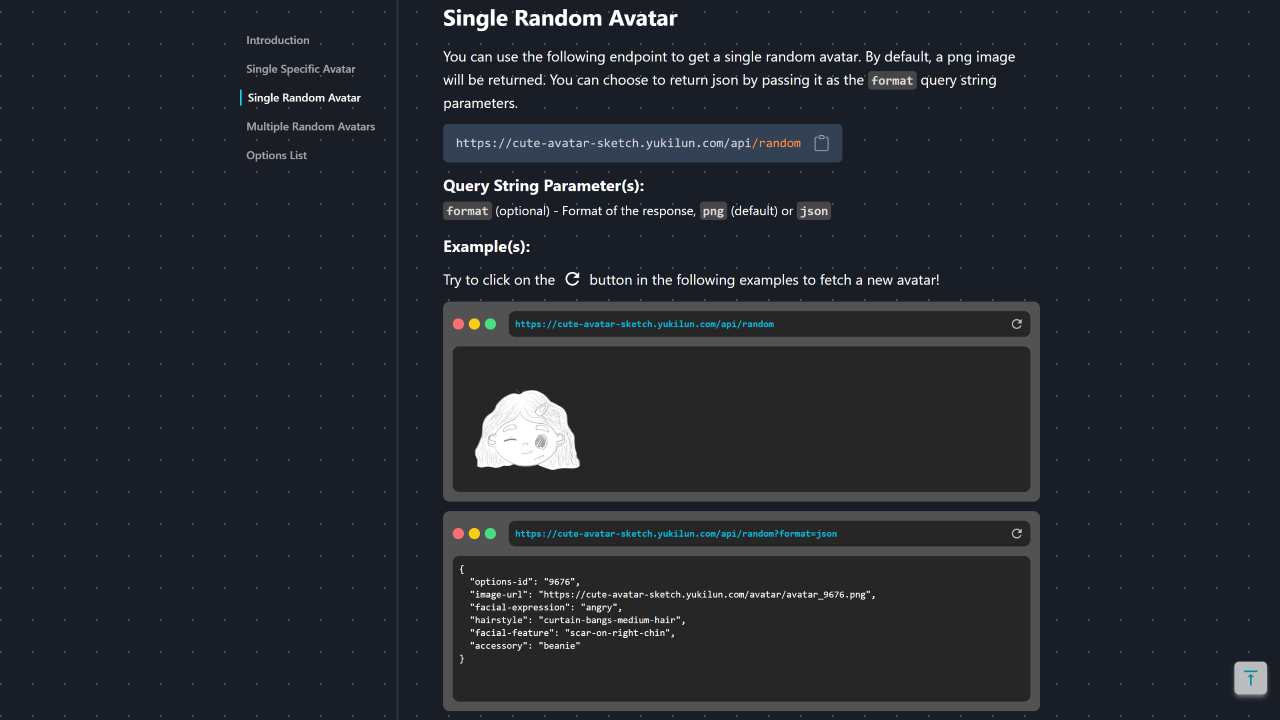 Introduction
Single Specific Avatar
Single Random Avatar
Multiple Random Avatars
Options List
Single Random Avatar
You can use the following endpoint to get a single random avatar. By default, a png image
will be returned. You can choose to return json by passing it as the format query string
parameters.
https://cute-avatar-sketch.yukilun.com/api/random
Query String Parameter(s):
format (optional) - Format of the response, png (default) or json
Example(s):
Try to click on the button in the following examples to fetch a new avatar!
https://cute-avatar-sketch.yukilun.com/api/random
https://cute-avatar-sketch.yukilun.com/api/random?format=json
{
"options-id": "9676",
"image-url": "https://cute-avatar-sketch.yukilun.com/avatar/avatar_9676.png",
"facial-expression": "angry",
"hairstyle": "curtain-bangs-medium-hair",
"facial-feature": "scar-on-right-chin",
"accessory": "beanie"
}